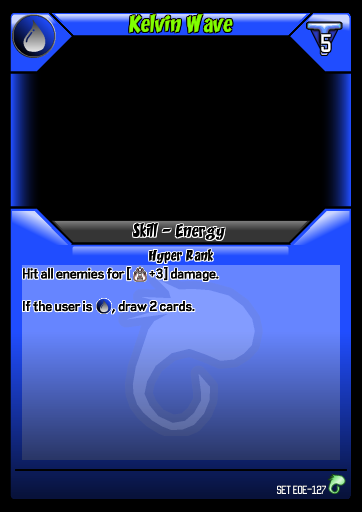 Kelvin Wave
5
Skill - Energy
Hyper Rank
Hit all enemies for [ +3] damage.
If the user is , draw 2 cards.
SET EOE-127